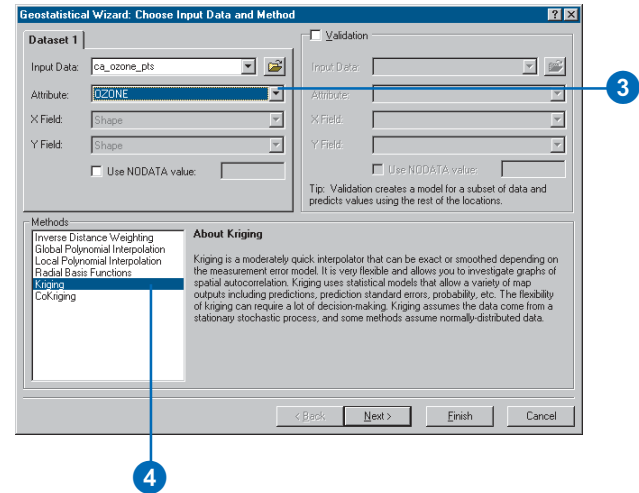 Geostatistical Wizard: Choose Input Data and Method
Dataset 1
Input Data: ca_ozone_pts
Attribute: OZONE
X Field: Shape
Y Field: Shape
Use NODATA value:
Validation
Input Data:
Attribute:
X Field:
Y Field:
Use NODATA value:
Tip: Validation creates a model for a subset of data and
predicts values using the rest of the locations.
3
Methods
Inverse Distance Weighting
Global Polynomial Interpolation
Local Polynomial Interpolation
Radial Basis Functions
Kriging
CoKriging
About Kriging
Kriging is a moderately quick interpolator that can be exact or smoothed depending on
the measurement error model. It is very flexible and allows you to investigate graphs of
spatial autocorrelation. Kriging uses statistical models that allow a variety of map
outputs including predictions, prediction standard errors, probability, etc. The flexibility
of kriging can require a lot of decision-making. Kriging assumes the data come from a
stationary stochastic process, and some methods assume normally-distributed data.
< Back Next > Finish Cancel
4